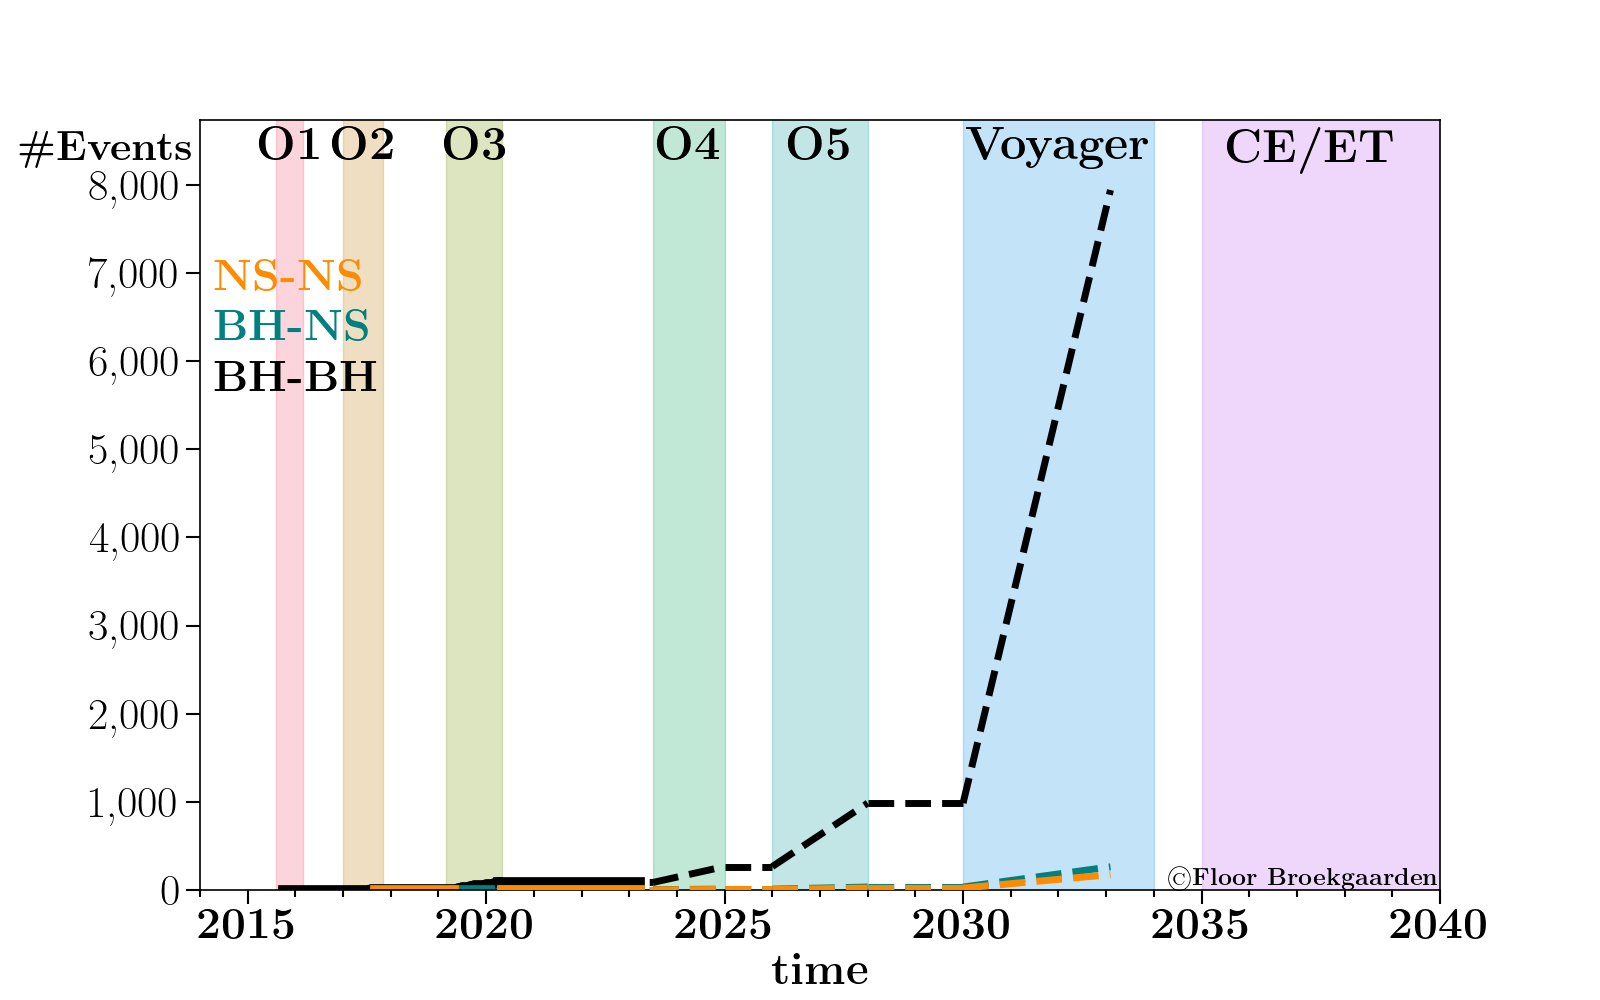 #Events O1 O2 O3 O4 O5 Voyager CE/ET
8,000
7,000
NS-NS
BH-NS
6,000
BH-BH
5,000
4,000
3,000
2,000
1,000
0
©Floor Broekgaarden
2015 2020 2025 2030 2035 2040
time